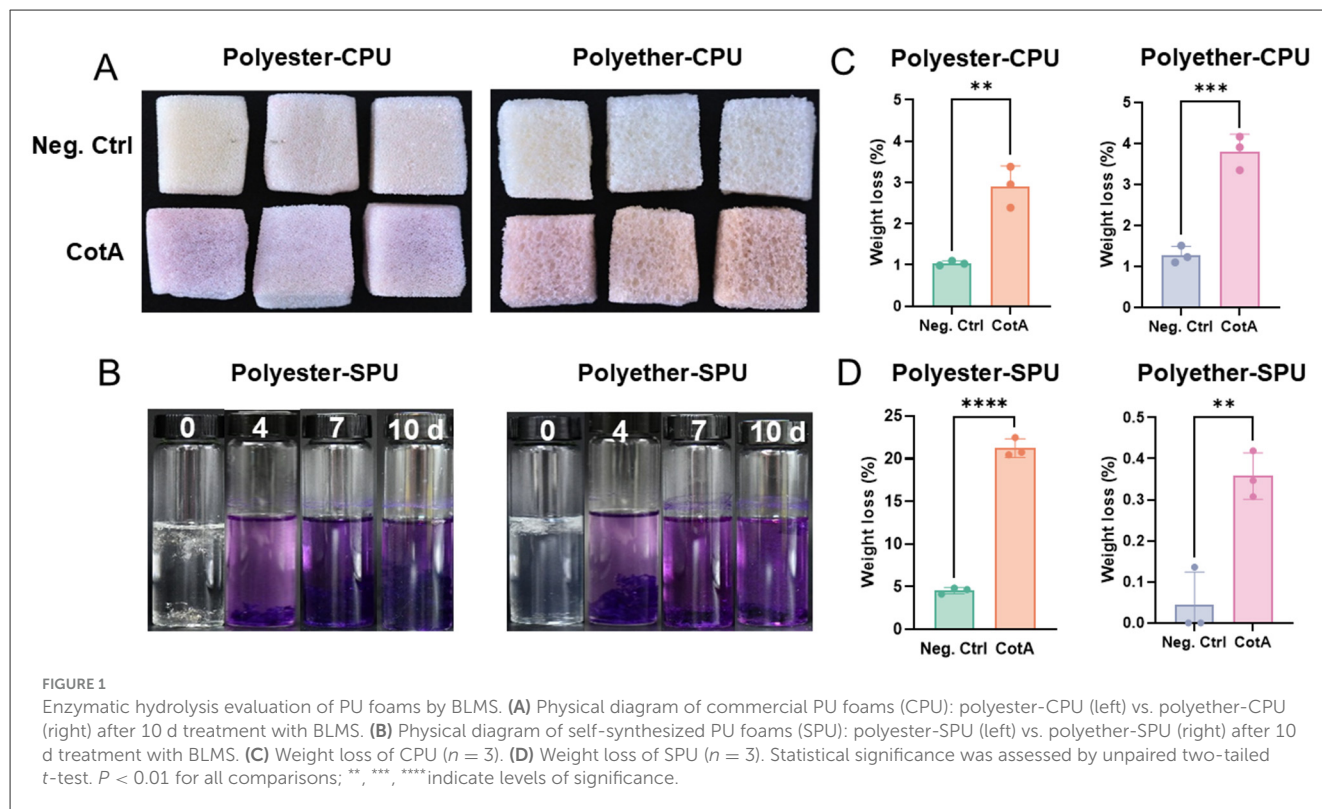 A
Polyester-CPU
Polyether-CPU
Neg. Ctrl
CotA
B
Polyester-SPU
Polyether-SPU
0 4 7 10 d
0 4 7 10 d
C
Polyester-CPU
**
Weight loss (%)
5
4
3
2
1
0
Neg. Ctrl CotA
Polyether-CPU
***
Weight loss (%)
5
4
3
2
1
0
Neg. Ctrl CotA
D
Polyester-SPU
****
Weight loss (%)
25
20
15
10
5
0
Neg. Ctrl CotA
Polyether-SPU
**
Weight loss (%)
0.5
0.4
0.3
0.2
0.1
0.0
Neg. Ctrl CotA
FIGURE 1
Enzymatic hydrolysis evaluation of PU foams by BLMS. (A) Physical diagram of commercial PU foams (CPU): polyester-CPU (left) vs. polyether-CPU
(right) after 10 d treatment with BLMS. (B) Physical diagram of self-synthesized PU foams (SPU): polyester-SPU (left) vs. polyether-SPU (right) after 10
d treatment with BLMS. (C) Weight loss of CPU (n = 3). (D) Weight loss of SPU (n = 3). Statistical significance was assessed by unpaired two-tailed
t-test. P < 0.01 for all comparisons; **, ***, ****indicate levels of significance.